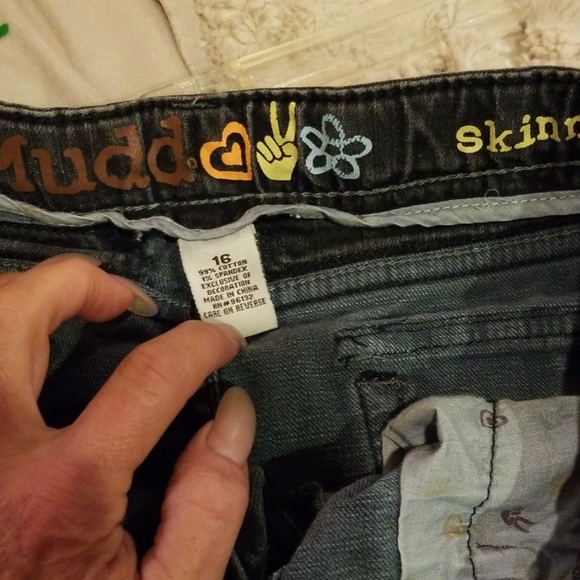 Mudd.
skinn
16
99% COTTON
1% SPANDEX
EXCLUSIVE OF
DECORATION
MADE IN CHINA
RN# 96132
CARE ON REVERSE